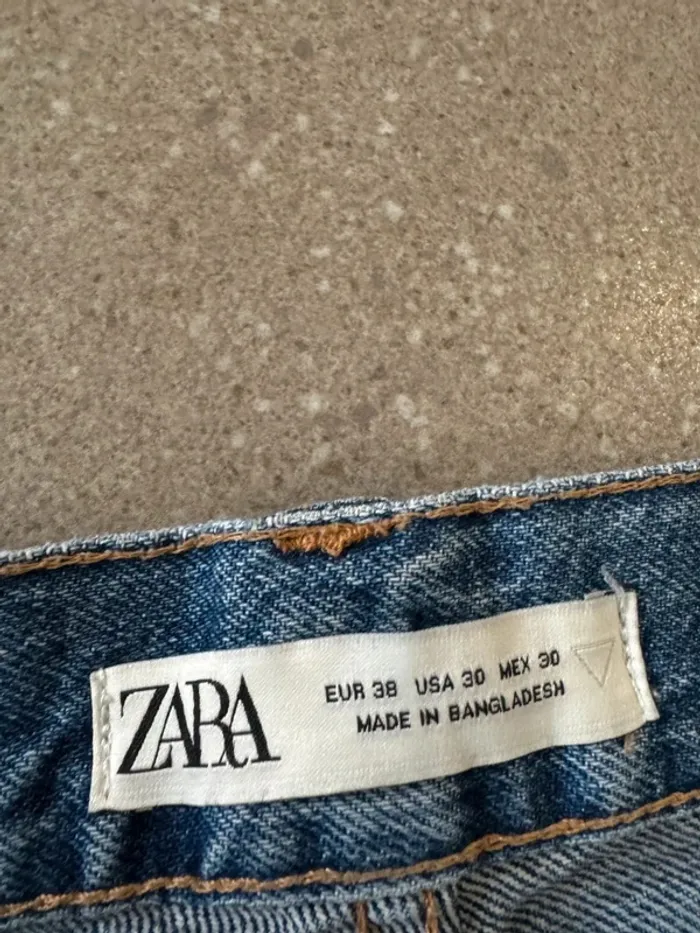 ZARA
EUR 38 USA 30 MEX 30
MADE IN BANGLADESH